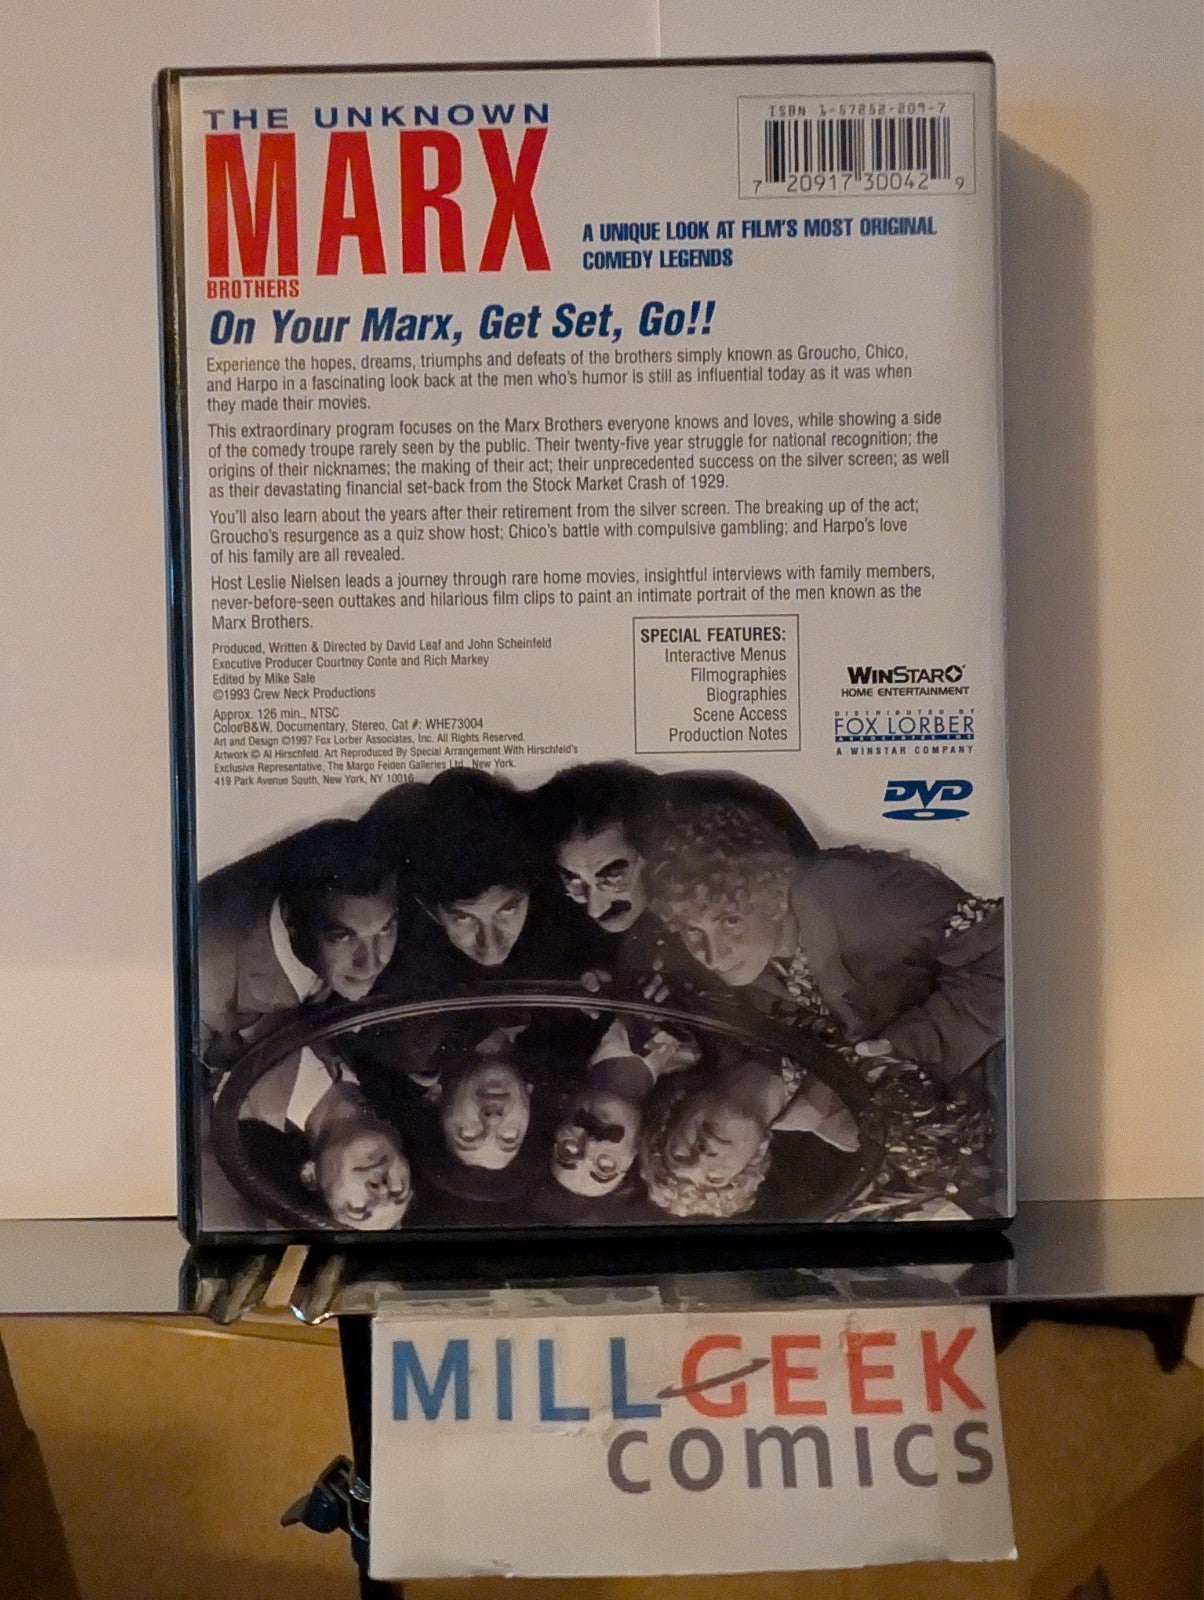 THE UNKNOWN
MARX
BROTHERS
ISBN 1-57252-209-7
7 20917 30042 9
A UNIQUE LOOK AT FILM'S MOST ORIGINAL
COMEDY LEGENDS
On Your Marx, Get Set, Go!!
Experience the hopes, dreams, triumphs and defeats of the brothers simply known as Groucho, Chico,
and Harpo in a fascinating look back at the men who's humor is still as influential today as it was when
they made their movies.
This extraordinary program focuses on the Marx Brothers everyone knows and loves, while showing a side
of the comedy troupe rarely seen by the public. Their twenty-five year struggle for national recognition; the
origins of their nicknames; the making of their act; their unprecedented success on the silver screen; as well
as their devastating financial set-back from the Stock Market Crash of 1929.
You'll also learn about the years after their retirement from the silver screen. The breaking up of the act;
Groucho's resurgence as a quiz show host; Chico's battle with compulsive gambling; and Harpo's love
of his family are all revealed.
Host Leslie Nielsen leads a journey through rare home movies, insightful interviews with family members,
never-before-seen outtakes and hilarious film clips to paint an intimate portrait of the men known as the
Marx Brothers.
Produced, Written & Directed by David Leaf and John Scheinfeld
Executive Producer Courtney Conte and Rich Markey
Edited by Mike Sale
©1993 Crew Neck Productions
Approx. 126 min., NTSC
Color/B&W, Documentary, Stereo, Cat #: WHE73004
Art and Design ©1997 Fox Lorber Associates, Inc. All Rights Reserved.
Artwork © Al Hirschfeld. Art Reproduced By Special Arrangement With Hirschfeld's
Exclusive Representative, The Margo Feiden Galleries Ltd., New York.
419 Park Avenue South, New York, NY 10016
SPECIAL FEATURES:
Interactive Menus
Filmographies
Biographies
Scene Access
Production Notes
WINSTAR
HOME ENTERTAINMENT
DISTRIBUTED BY
FOX LORBER
ASSOCIATES INC
A WINSTAR COMPANY
DVD
MILLGEEK
COMICS